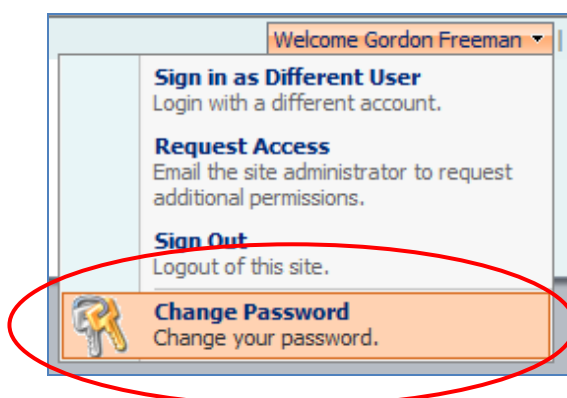 Welcome Gordon Freeman
Sign in as Different User
Login with a different account.
Request Access
Email the site administrator to request
additional permissions.
Sign Out
Logout of this site.
Change Password
Change your password.